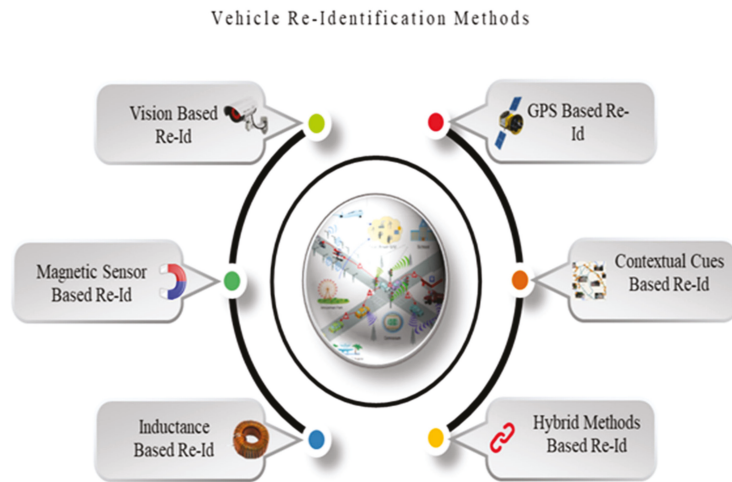 Vehicle Re-Identification Methods
Vision Based
Re-Id
GPS Based Re-
Id
Magnetic Sensor
Based Re-Id
Contextual Cues
Based Re-Id
Inductance
Based Re-Id
Hybrid Methods
Based Re-Id